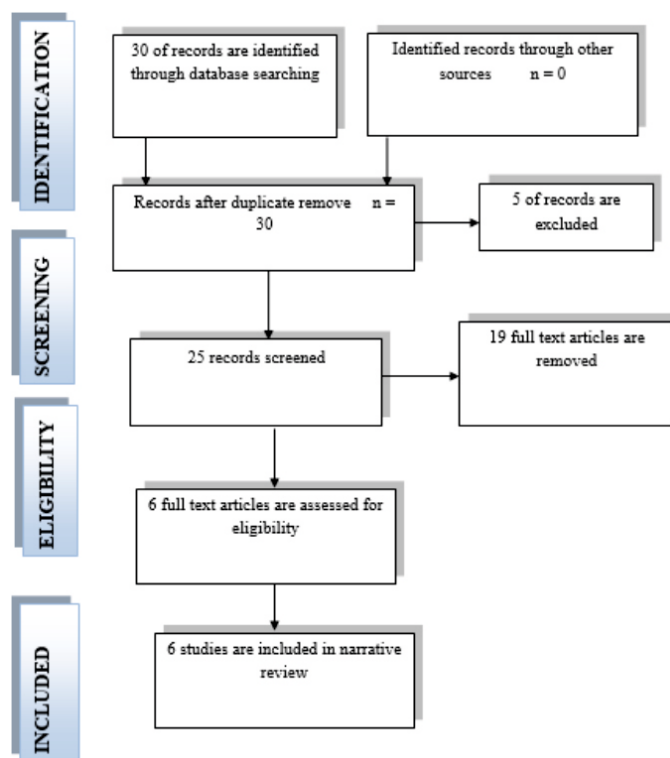 IDENTIFICATION
30 of records are identified
through database searching
Identified records through other
sources n = 0
Records after duplicate remove n =
30
5 of records are
excluded
SCREENING
25 records screened
19 full text articles are
removed
ELIGIBILITY
6 full text articles are assessed for
eligibility
INCLUDED
6 studies are included in narrative
review